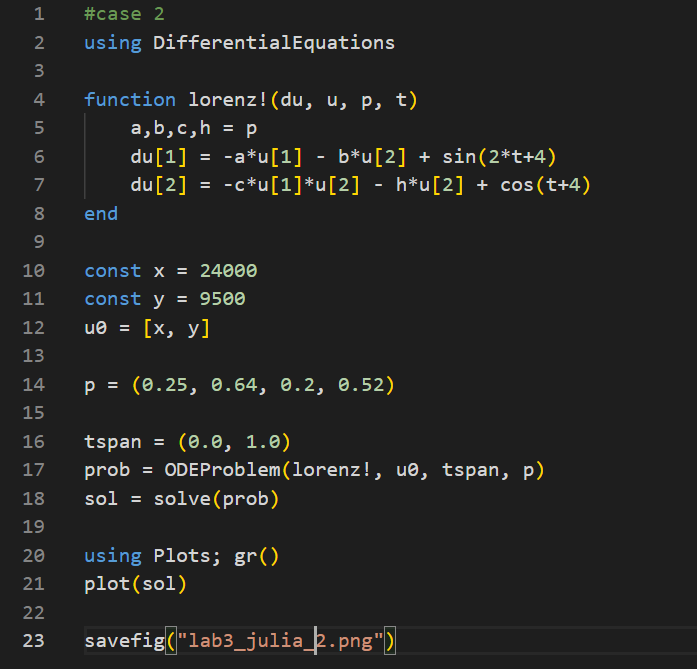 1 #case 2
2 using DifferentialEquations
3
4 function lorenz!(du, u, p, t)
5     a,b,c,h = p
6     du[1] = -a*u[1] - b*u[2] + sin(2*t+4)
7     du[2] = -c*u[1]*u[2] - h*u[2] + cos(t+4)
8 end
9
10 const x = 24000
11 const y = 9500
12 u0 = [x, y]
13
14 p = (0.25, 0.64, 0.2, 0.52)
15
16 tspan = (0.0, 1.0)
17 prob = ODEProblem(lorenz!, u0, tspan, p)
18 sol = solve(prob)
19
20 using Plots; gr()
21 plot(sol)
22
23 savefig("lab3_julia_2.png")